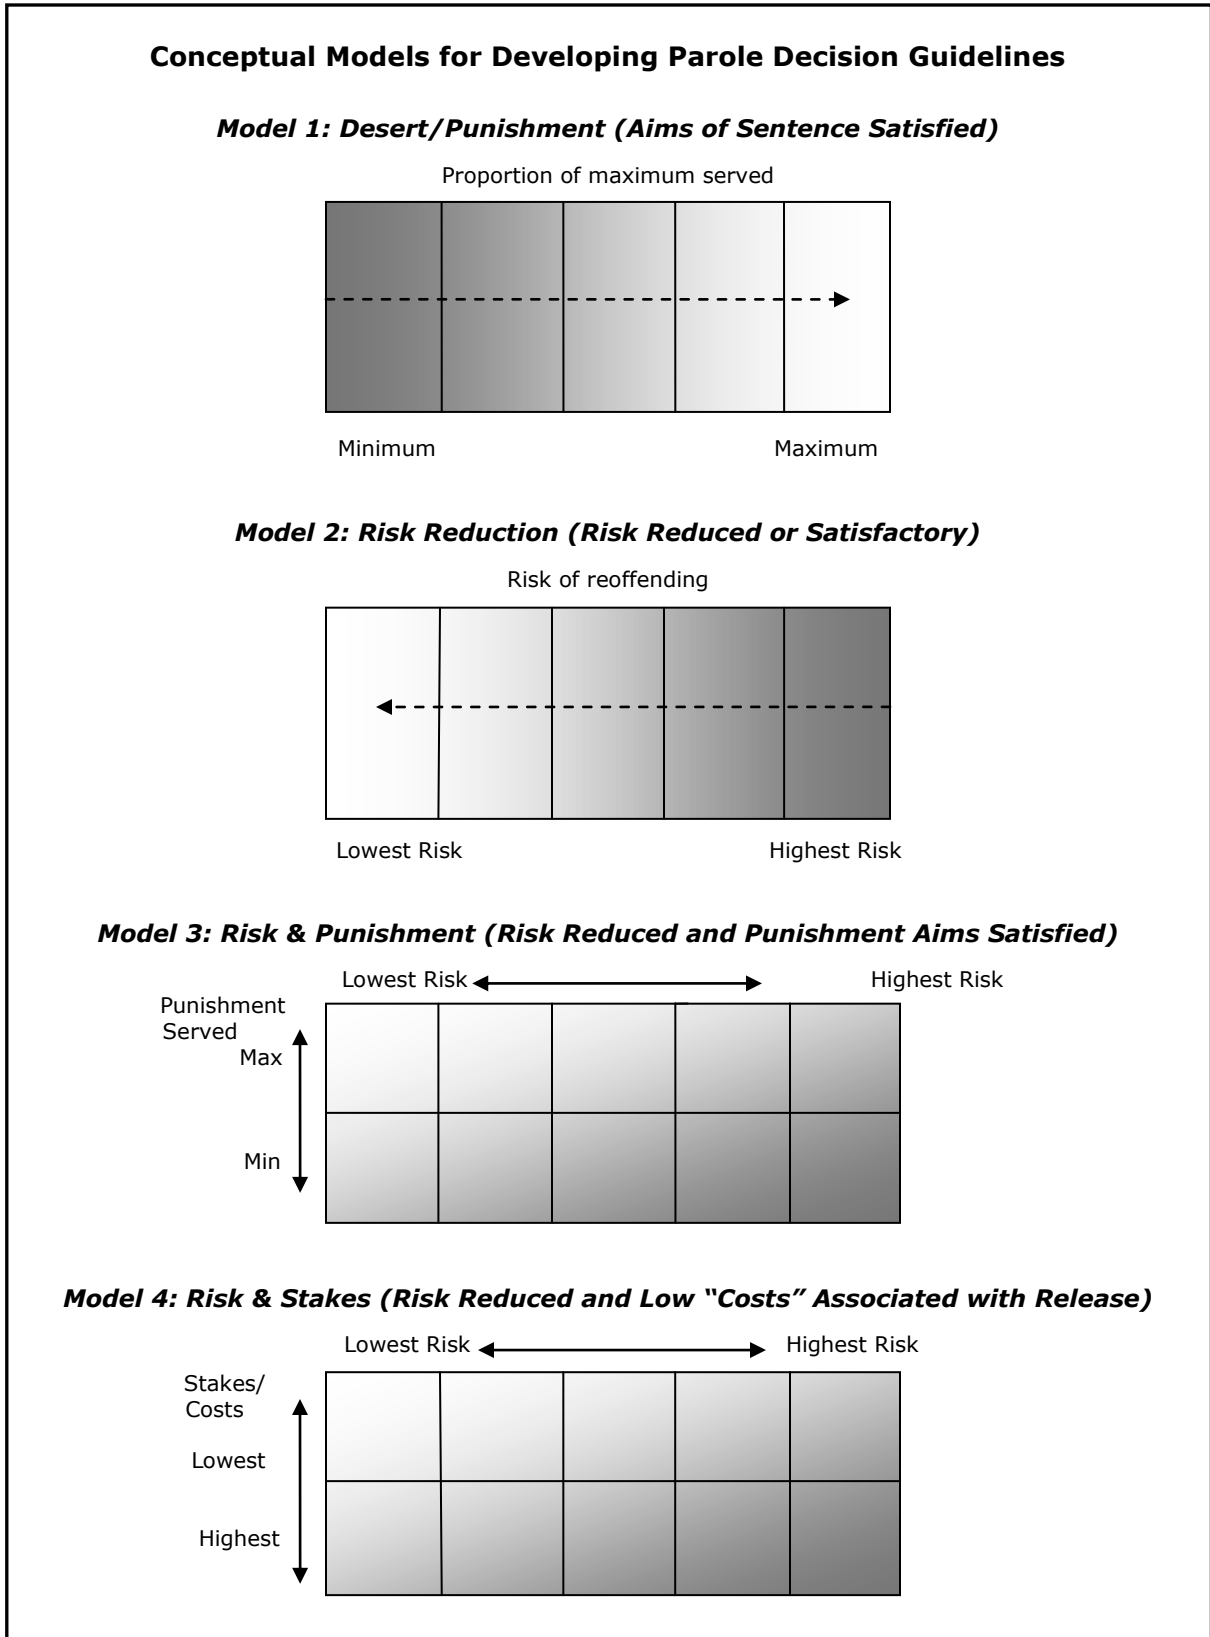 Conceptual Models for Developing Parole Decision Guidelines
Model 1: Desert/Punishment (Aims of Sentence Satisfied)
Proportion of maximum served
Minimum Maximum
Model 2: Risk Reduction (Risk Reduced or Satisfactory)
Risk of reoffending
Lowest Risk Highest Risk
Model 3: Risk & Punishment (Risk Reduced and Punishment Aims Satisfied)
Lowest Risk Highest Risk
Punishment
Served
Max
Min
Model 4: Risk & Stakes (Risk Reduced and Low “Costs” Associated with Release)
Lowest Risk Highest Risk
Stakes/
Costs
Lowest
Highest